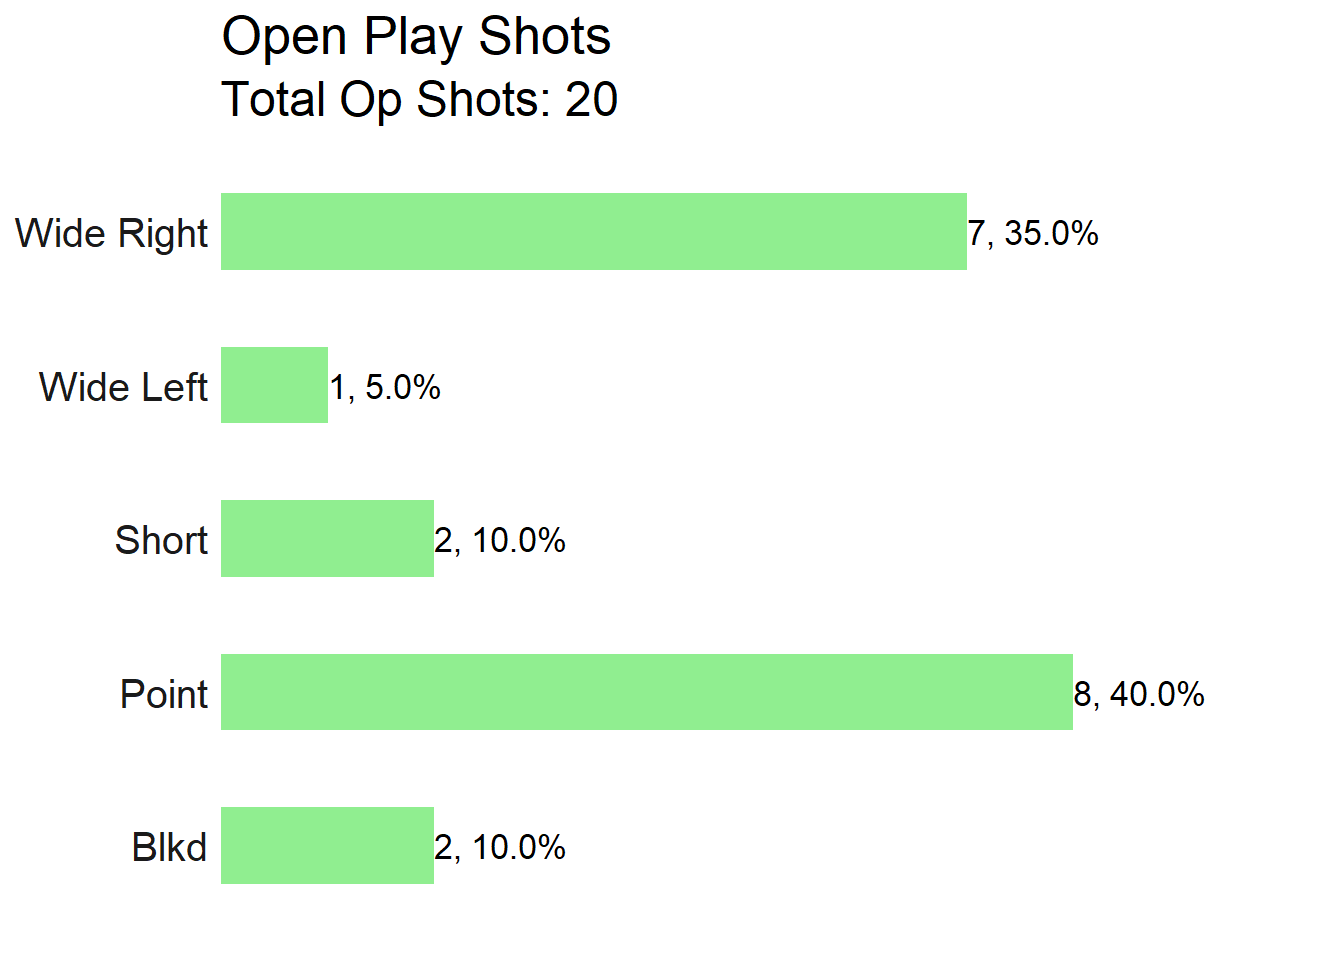 Open Play Shots
Total Op Shots: 20
Wide Right 7, 35.0%
Wide Left 1, 5.0%
Short 2, 10.0%
Point 8, 40.0%
Blkd 2, 10.0%